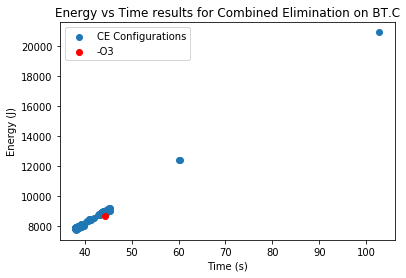 Energy vs Time results for Combined Elimination on BT.C
CE Configurations
-O3
Energy (J)
20000
18000
16000
14000
12000
10000
8000
40 50 60 70 80 90 100
Time (s)